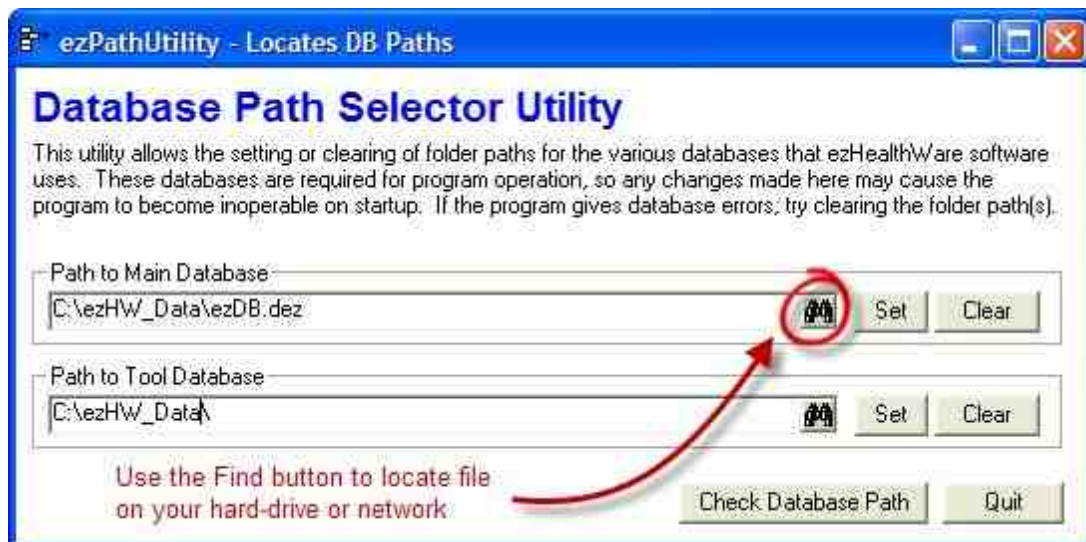 ezPathUtility - Locates DB Paths
Database Path Selector Utility
This utility allows the setting or clearing of folder paths for the various databases that ezHealthWare software
uses. These databases are required for program operation, so any changes made here may cause the
program to become inoperable on startup. If the program gives database errors, try clearing the folder path(s).
Path to Main Database
C:\ezHW_Data\ezDB.dez
Set
Clear
Path to Tool Database
C:\ezHW_Data\
Set
Clear
Use the Find button to locate file
on your hard-drive or network
Check Database Path
Quit